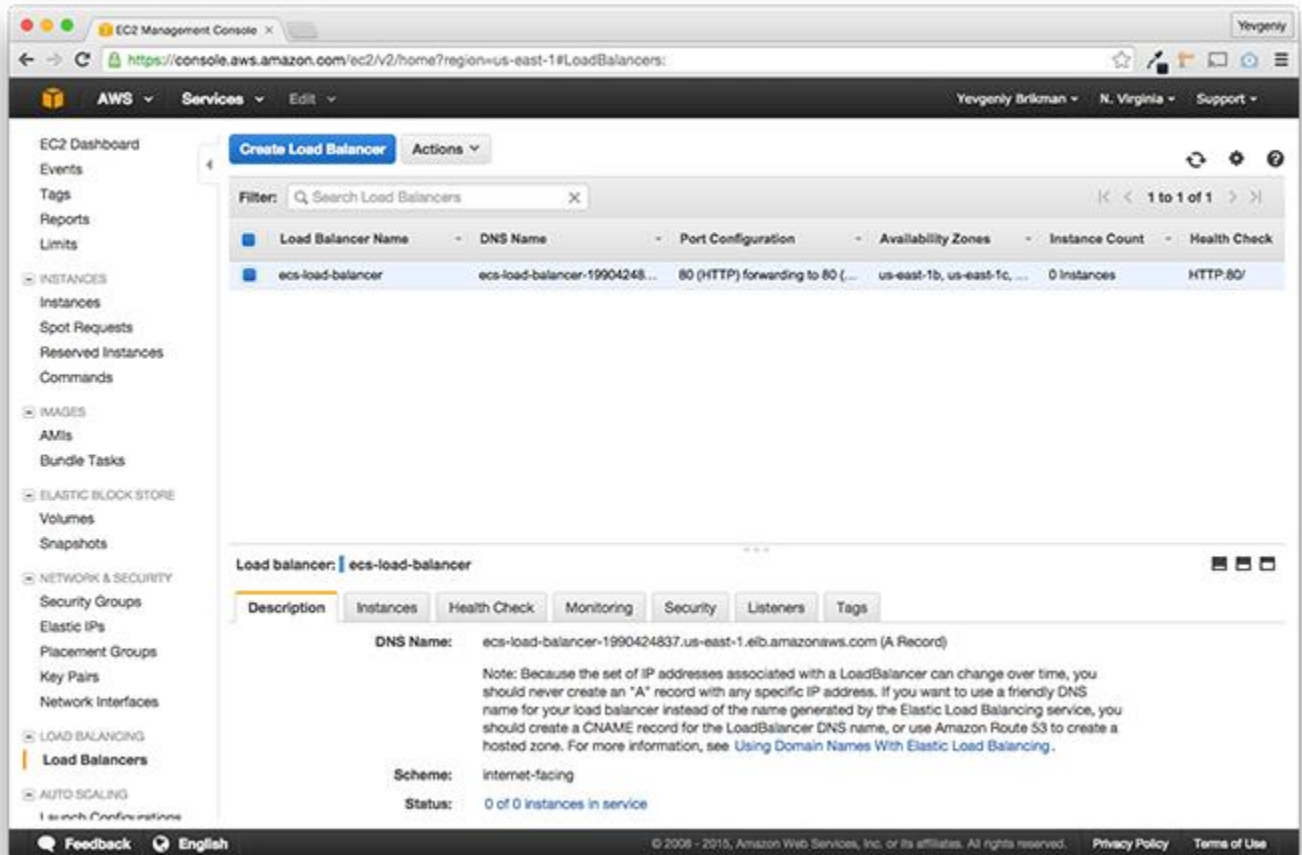 EC2 Management Console
Yevgeniy
https://console.aws.amazon.com/ec2/v2/home?region=us-east-1#LoadBalancers:
AWS Services Edit Yevgeniy Brikman N. Virginia Support
EC2 Dashboard
Events
Tags
Reports
Limits
INSTANCES
Instances
Spot Requests
Reserved Instances
Commands
IMAGES
AMIs
Bundle Tasks
ELASTIC BLOCK STORE
Volumes
Snapshots
NETWORK & SECURITY
Security Groups
Elastic IPs
Placement Groups
Key Pairs
Network Interfaces
LOAD BALANCING
Load Balancers
AUTO SCALING
Launch Configurations
Create Load Balancer Actions
Filter: Search Load Balancers 1 to 1 of 1
Load Balancer Name DNS Name Port Configuration Availability Zones Instance Count Health Check
ecs-load-balancer ecs-load-balancer-19904248... 80 (HTTP) forwarding to 80 (... us-east-1b, us-east-1c, ... 0 Instances HTTP:80/
Load balancer: ecs-load-balancer
Description Instances Health Check Monitoring Security Listeners Tags
DNS Name: ecs-load-balancer-1990424837.us-east-1.elb.amazonaws.com (A Record)
Note: Because the set of IP addresses associated with a LoadBalancer can change over time, you
should never create an "A" record with any specific IP address. If you want to use a friendly DNS
name for your load balancer instead of the name generated by the Elastic Load Balancing service, you
should create a CNAME record for the LoadBalancer DNS name, or use Amazon Route 53 to create a
hosted zone. For more information, see Using Domain Names With Elastic Load Balancing.
Scheme: internet-facing
Status: 0 of 0 instances in service
Feedback English © 2008 - 2015, Amazon Web Services, Inc. or its affiliates. All rights reserved. Privacy Policy Terms of Use